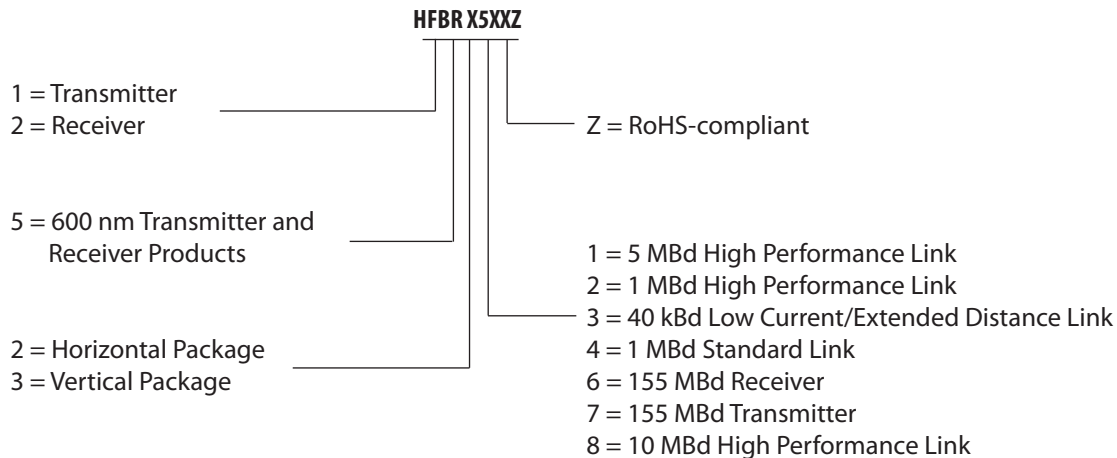 HFBR X5XXZ
1 = Transmitter
2 = Receiver
Z = RoHS-compliant
5 = 600 nm Transmitter and
Receiver Products
1 = 5 MBd High Performance Link
2 = 1 MBd High Performance Link
3 = 40 kBd Low Current/Extended Distance Link
4 = 1 MBd Standard Link
6 = 155 MBd Receiver
7 = 155 MBd Transmitter
8 = 10 MBd High Performance Link
2 = Horizontal Package
3 = Vertical Package